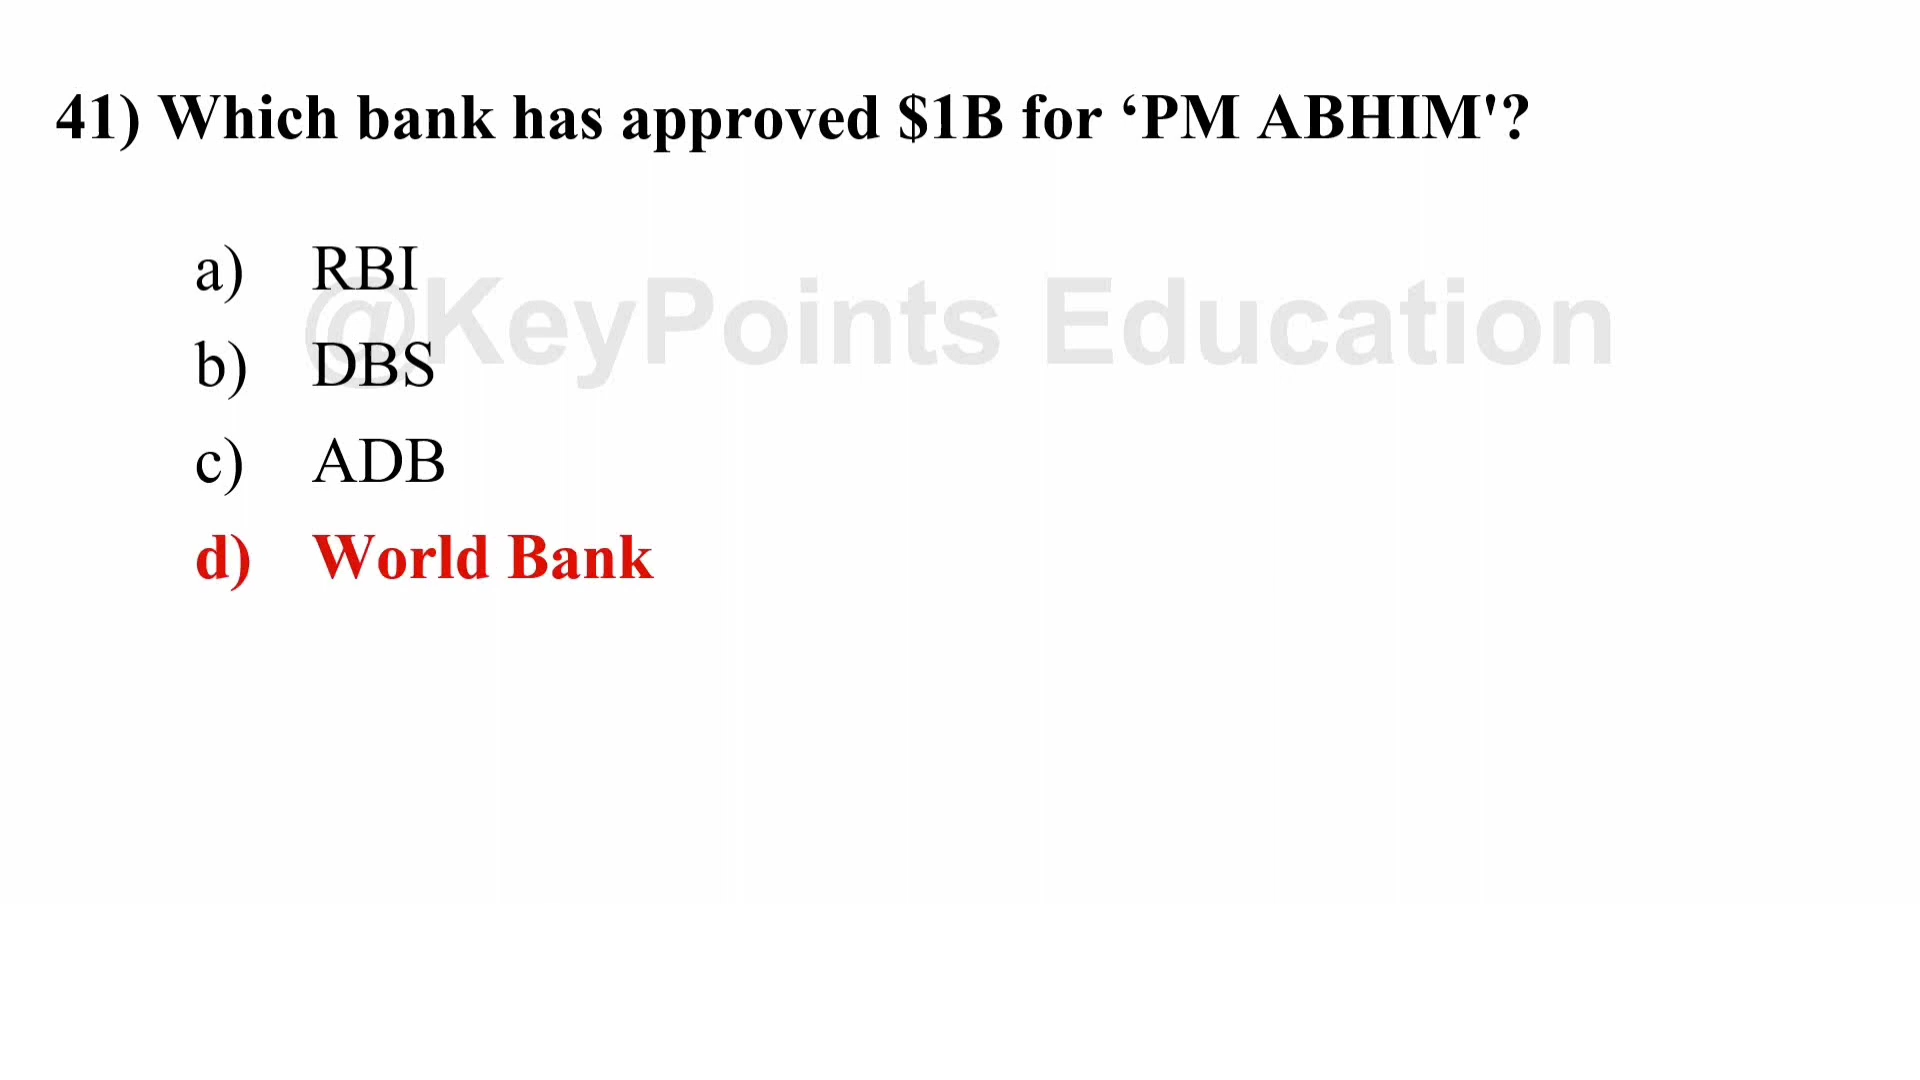 41) Which bank has approved $1B for ‘PM ABHIM'?
a) RBI
@KeyPoints Education
b) DBS
c) ADB
d) World Bank